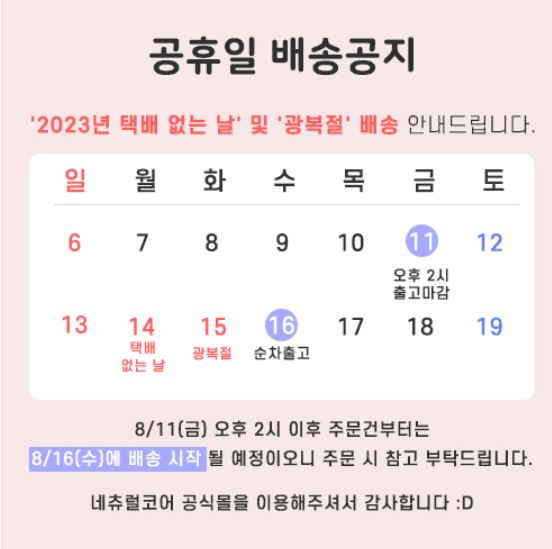 공휴일 배송공지
'2023년 택배 없는 날' 및 '광복절' 배송 안내드립니다.
일 월 화 수 목 금 토
6 7 8 9 10 11 12
오후 2시
출고마감
13 14 15 16 17 18 19
택배
없는 날
광복절
순차출고
8/11(금) 오후 2시 이후 주문건부터는
8/16(수)에 배송 시작 될 예정이오니 주문 시 참고 부탁드립니다.
네츄럴코어 공식몰을 이용해주셔서 감사합니다 :D